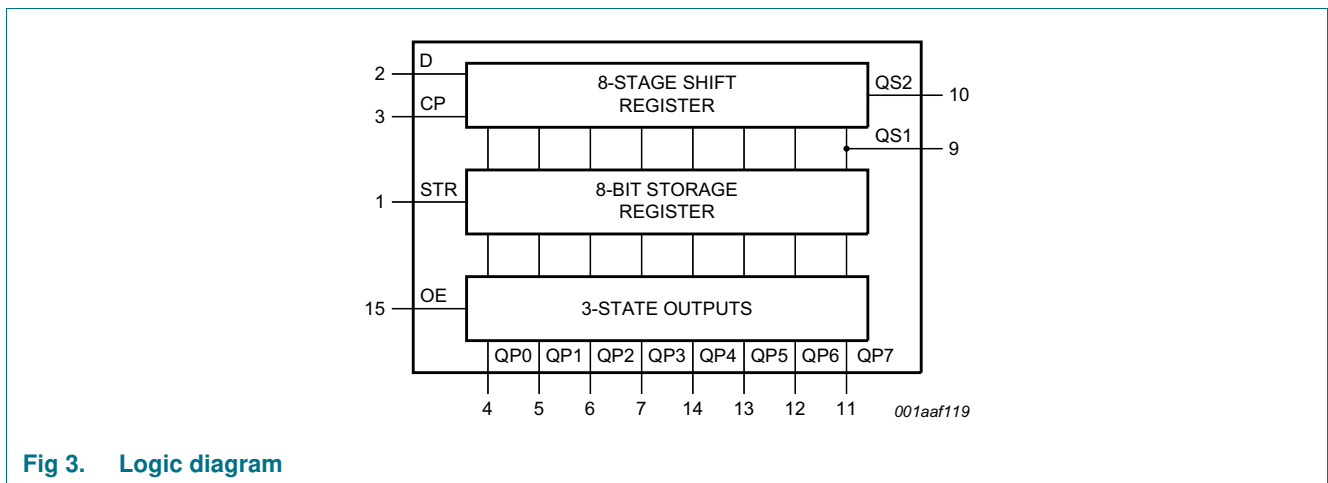 D
2
8-STAGE SHIFT
REGISTER
QS2
10
CP
3
QS1
9
STR
1
8-BIT STORAGE
REGISTER
OE
15
3-STATE OUTPUTS
QP0 QP1 QP2 QP3 QP4 QP5 QP6 QP7
4 5 6 7 14 13 12 11
001aaf119
Fig 3. Logic diagram